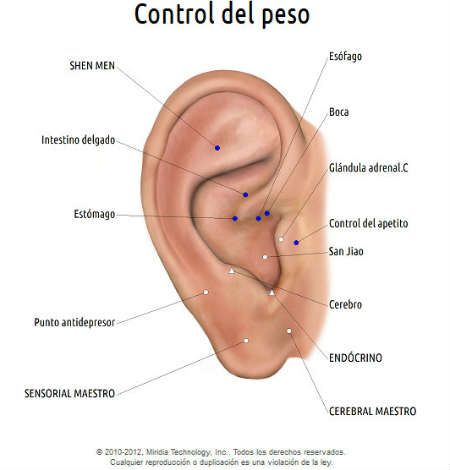 Control del peso
SHEN MEN
Esófago
Boca
Intestino delgado
Glándula adrenal.C
Estómago
Control del apetito
San Jiao
Cerebro
Punto antidepresor
ENDÓCRINO
SENSORIAL MAESTRO
CEREBRAL MAESTRO
© 2010-2012, Miridia Technology, Inc. Todos los derechos reservados.
Cualquier reproducción o duplicación es una violación de la ley.